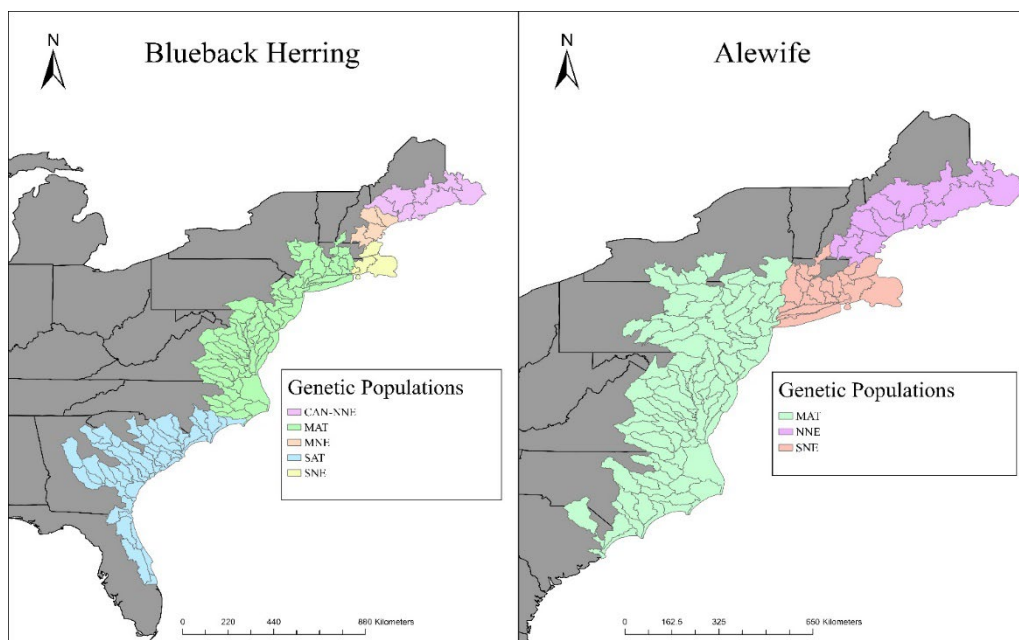 N
Blueback Herring
Genetic Populations
CAN-NNE
MAT
MNE
SAT
SNE
0 220 440 880 Kilometers
N
Alewife
Genetic Populations
MAT
NNE
SNE
0 162.5 325 650 Kilometers